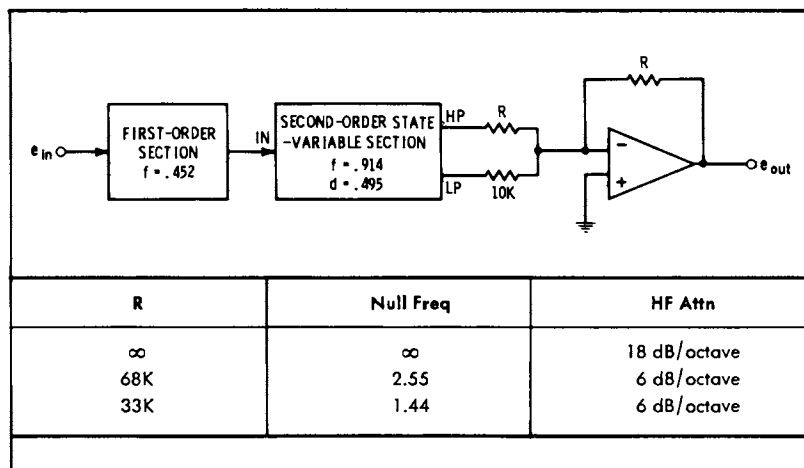 R
FIRST-ORDER
SECTION
f = .452
e in
IN
SECOND-ORDER STATE
-VARIABLE SECTION
f = .914
d = .495
HP
LP
R
10K
-
+
e out
R Null Freq HF Attn
∞ ∞ 18 dB/octave
68K 2.55 6 dB/octave
33K 1.44 6 dB/octave